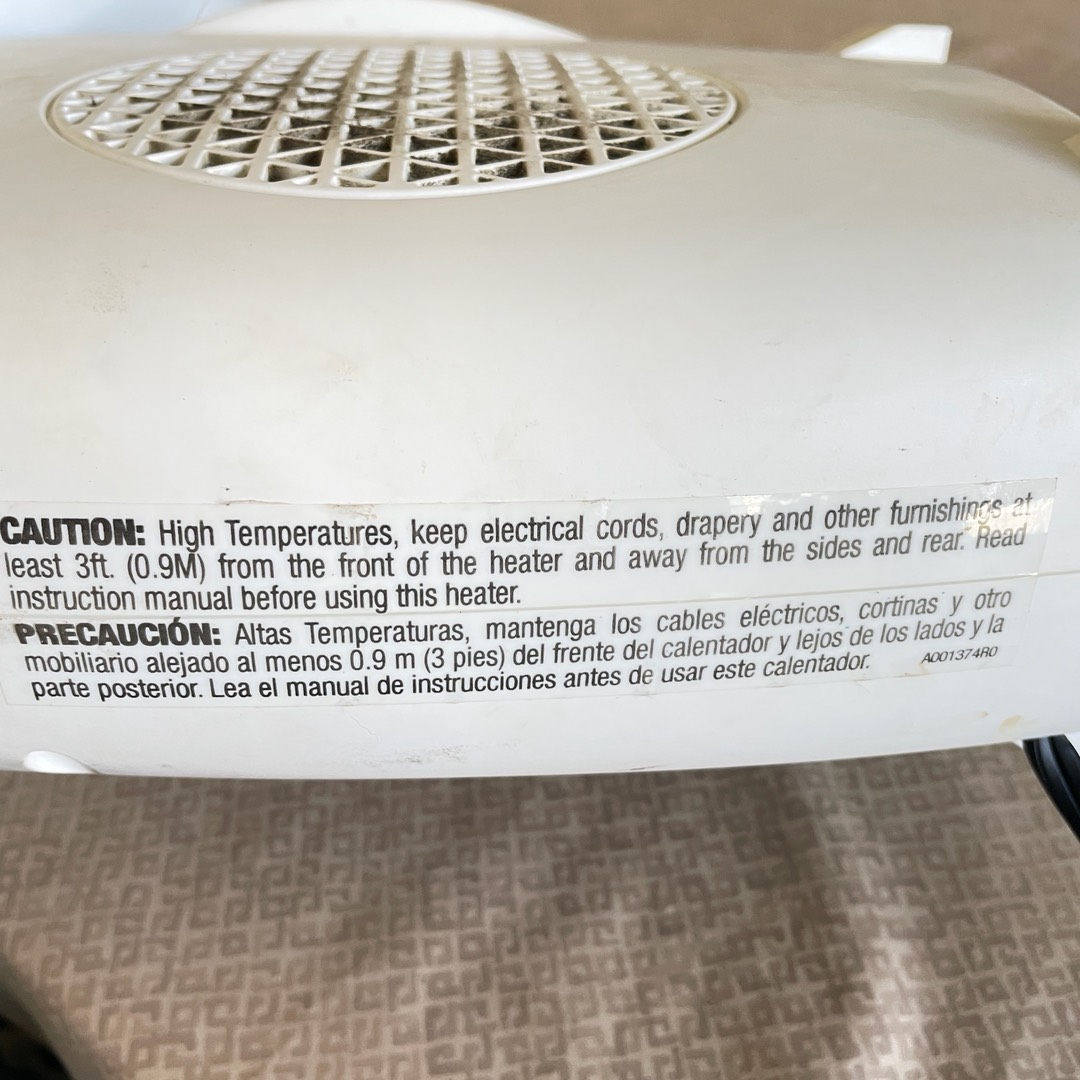 CAUTION: High Temperatures, keep electrical cords, drapery and other furnishings at
least 3ft. (0.9M) from the front of the heater and away from the sides and rear. Read
instruction manual before using this heater.
PRECAUCIÓN: Altas Temperaturas, mantenga los cables eléctricos, cortinas y otro
mobiliario alejado al menos 0.9 m (3 pies) del frente del calentador y lejos de los lados y la
parte posterior. Lea el manual de instrucciones antes de usar este calentador.
A001374R0